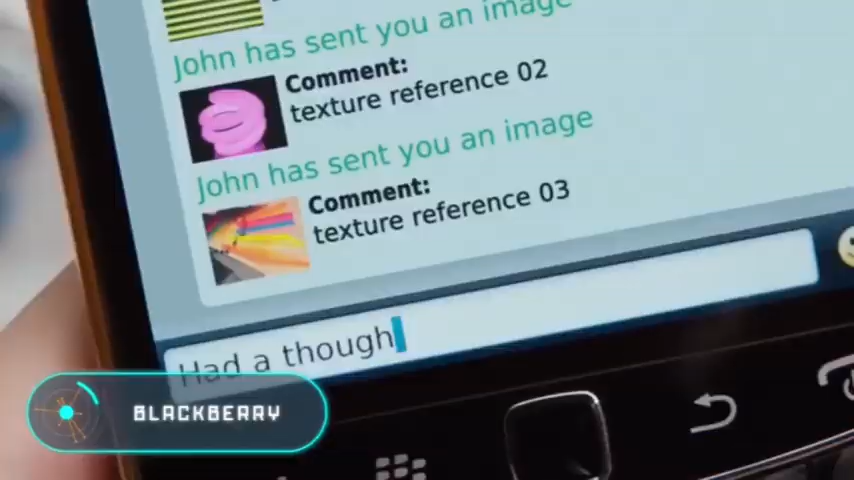 John has sent you an image
Comment:
texture reference 02
John has sent you an image
Comment:
texture reference 03
Had a though
BLACKBERRY